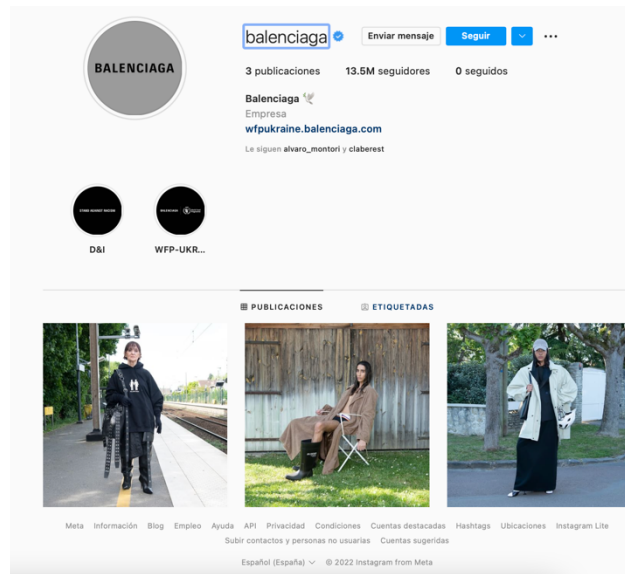 balenciaga
Enviar mensaje
Seguir
BALENCIAGA
3 publicaciones 13.5M seguidores 0 seguidos
Balenciaga
Empresa
wfpukraine.balenciaga.com
Le siguen alvaro_montori y claberest
D&I WFP-UKR...
PUBLICACIONES ETIQUETADAS
Meta Información Blog Empleo Ayuda API Privacidad Condiciones Cuentas destacadas Hashtags Ubicaciones Instagram Lite
Subir contactos y personas no usuarias Cuentas sugeridas
Español (España) © 2022 Instagram from Meta